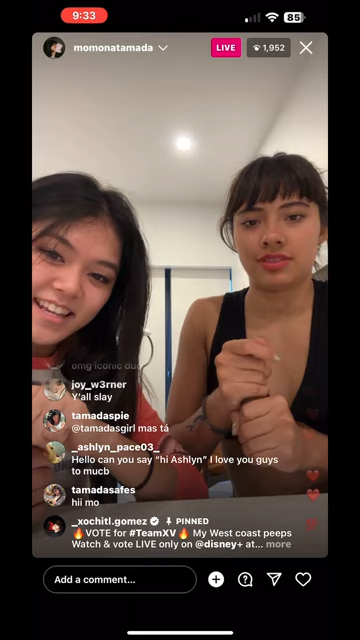 9:33
85
momonatamada
LIVE
1,952
omg iconic duo
joy_w3rner
Y'all slay
tamadaspie
@tamadasgirl mas tá
_ashlyn_pace03_
Hello can you say “hi Ashlyn” I love you guys
to mucb
tamadasafes
hii mo
_xochitl.gomez PINNED
🔥VOTE for #TeamXV🔥 My West coast peeps
Watch & vote LIVE only on @disney+ at... more
Add a comment...